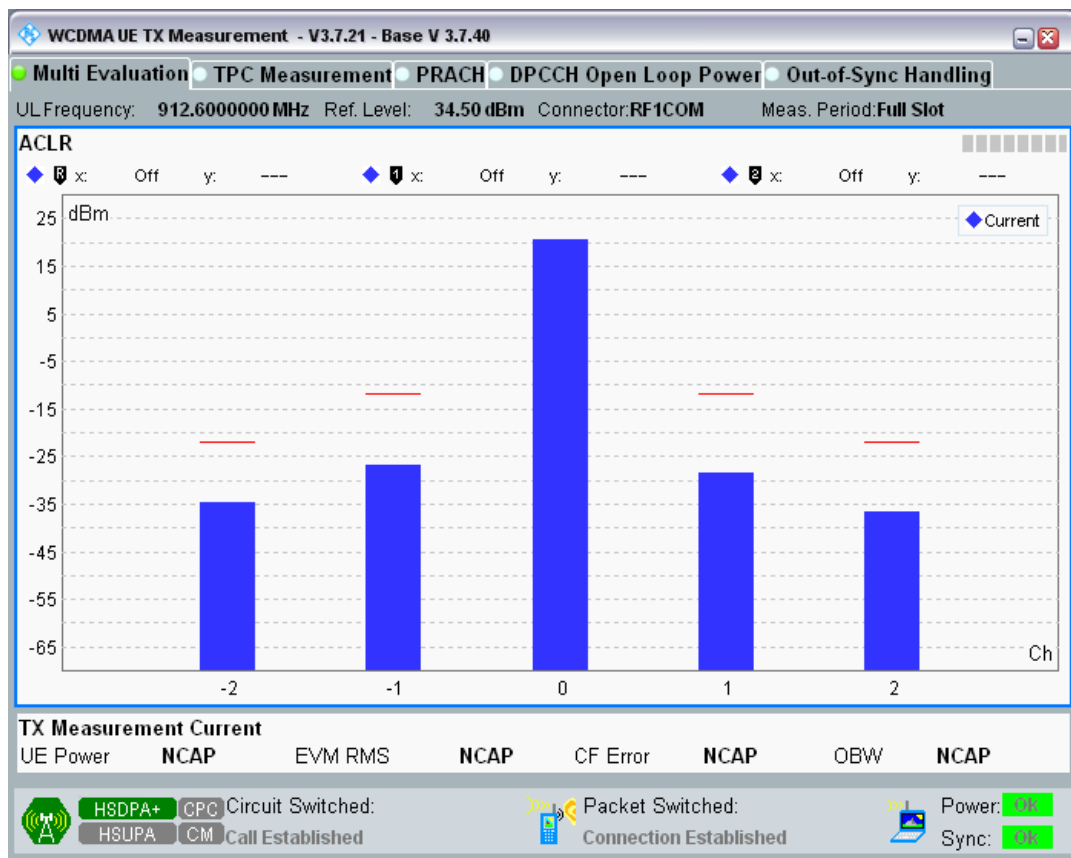 WCDMA UE TX Measurement - V3.7.21 - Base V 3.7.40
Multi Evaluation TPC Measurement PRACH DPCCH Open Loop Power Out-of-Sync Handling
UL Frequency: 912.6000000 MHz Ref. Level: 34.50 dBm Connector:RF1COM Meas. Period:Full Slot
ACLR
R x: Off y: --- 1 x: Off y: --- 2 x: Off y: ---
dBm
Current
25
15
5
-5
-15
-25
-35
-45
-55
-65
Ch
-2 -1 0 1 2
TX Measurement Current
UE Power NCAP EVM RMS NCAP CF Error NCAP OBW NCAP
HSDPA+ CPC Circuit Switched: Packet Switched: Power: OK
HSUPA CM Call Established Connection Established Sync: OK